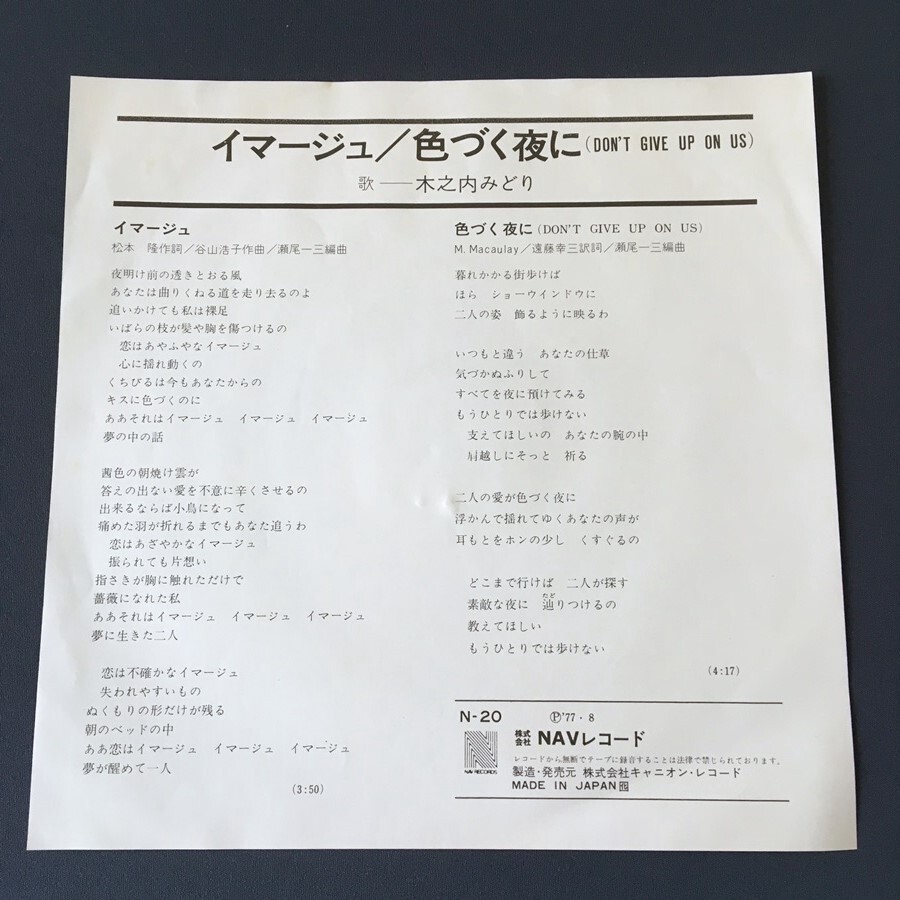 イマージュ／色づく夜に(DON'T GIVE UP ON US)
歌──木之内みどり
イマージュ
松本　隆作詞／谷山浩子作曲／瀬尾一三編曲
夜明け前の透きとおる風
あなたは曲りくねる道を走り去るのよ
追いかけても私は裸足
いばらの枝が髪や胸を傷つけるの
恋はあやふやなイマージュ
心に揺れ動くの
くちびるは今もあなたからの
キスに色づくのに
ああそれはイマージュ　イマージュ　イマージュ
夢の中の話
茜色の朝焼け雲が
答えの出ない愛を不意に辛くさせるの
出来るならば小鳥になって
痛めた羽が折れるまでもあなた追うわ
恋はあざやかなイマージュ
振られても片想い
指さきが胸に触れただけで
薔薇になれた私
ああそれはイマージュ　イマージュ　イマージュ
夢に生きた二人
恋は不確かなイマージュ
失われやすいもの
ぬくもりの形だけが残る
朝のベッドの中
ああ恋はイマージュ　イマージュ　イマージュ
夢が醒めて一人
(3:50)
色づく夜に(DON'T GIVE UP ON US)
M. Macaulay／遠藤幸三訳詞／瀬尾一三編曲
暮れかかる街歩けば
ほら　ショーウインドウに
二人の姿　飾るように映るわ
いつもと違う　あなたの仕草
気づかぬふりして
すべてを夜に預けてみる
もうひとりでは歩けない
支えてほしいの　あなたの腕の中
肩越しにそっと　祈る
二人の愛が色づく夜に
浮かんで揺れてゆくあなたの声が
耳もとをホンの少し　くすぐるの
どこまで行けば　二人が探す
素敵な夜に　辿りつけるの
たど
教えてほしい
もうひとりでは歩けない
(4:17)
N-20　Ⓟ'77・8
株式会社 NAVレコード
NAV RECORDS
レコードから無断でテープに録音することは法律で禁じられております。
製造・発売元 株式会社キャニオン・レコード
MADE IN JAPAN